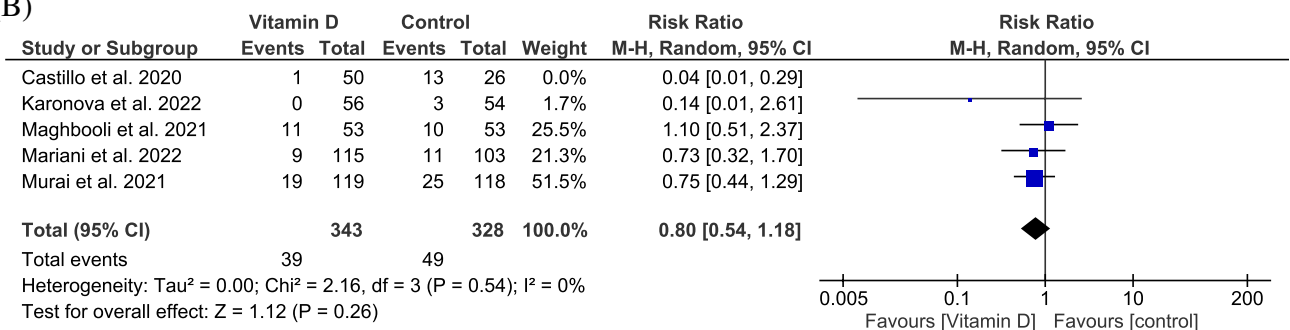 B)
Vitamin D Control Risk Ratio Risk Ratio
Study or Subgroup Events Total Events Total Weight M-H, Random, 95% CI M-H, Random, 95% CI
Castillo et al. 2020 1 50 13 26 0.0% 0.04 [0.01, 0.29]
Karonova et al. 2022 0 56 3 54 1.7% 0.14 [0.01, 2.61]
Maghbooli et al. 2021 11 53 10 53 25.5% 1.10 [0.51, 2.37]
Mariani et al. 2022 9 115 11 103 21.3% 0.73 [0.32, 1.70]
Murai et al. 2021 19 119 25 118 51.5% 0.75 [0.44, 1.29]
Total (95% CI) 343 328 100.0% 0.80 [0.54, 1.18]
Total events 39 49
Heterogeneity: Tau² = 0.00; Chi² = 2.16, df = 3 (P = 0.54); I² = 0%
Test for overall effect: Z = 1.12 (P = 0.26)
0.005 0.1 1 10 200
Favours [Vitamin D] Favours [control]